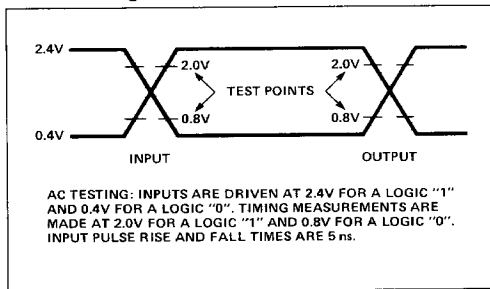 2.4V
2.0V
2.0V
TEST POINTS
0.8V
0.8V
0.4V
INPUT
OUTPUT
AC TESTING: INPUTS ARE DRIVEN AT 2.4V FOR A LOGIC "1"
AND 0.4V FOR A LOGIC "0". TIMING MEASUREMENTS ARE
MADE AT 2.0V FOR A LOGIC "1" AND 0.8V FOR A LOGIC "0".
INPUT PULSE RISE AND FALL TIMES ARE 5 ns.